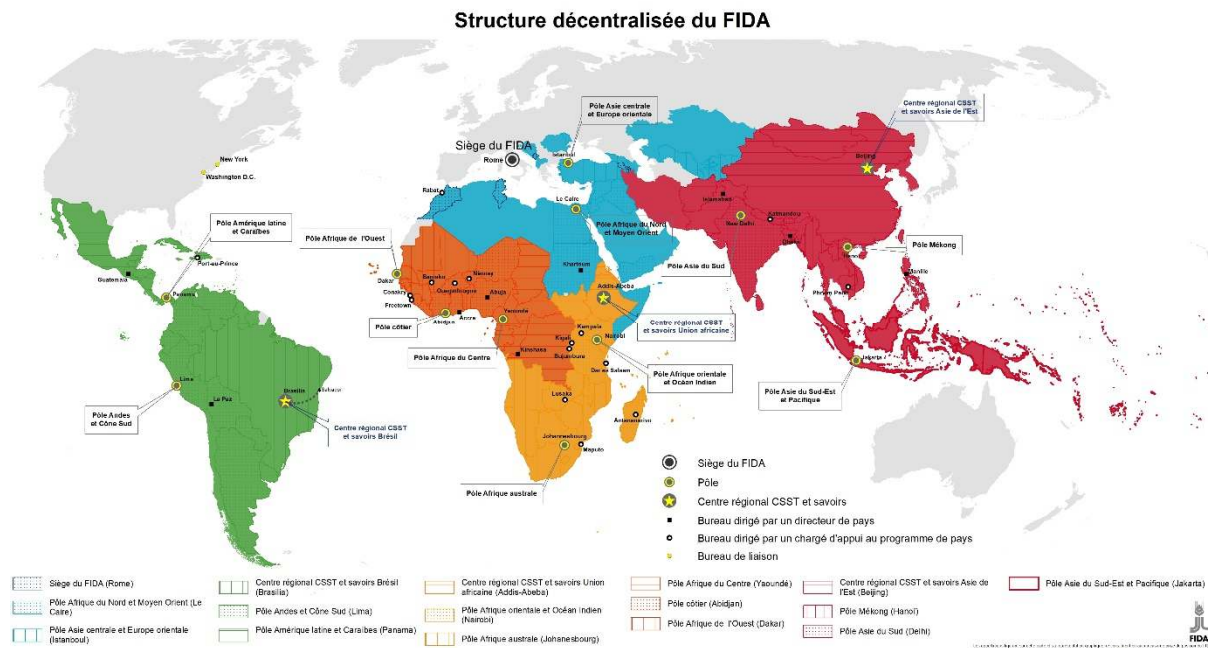 Structure décentralisée du FIDA
Centre régional CSST
et savoirs Asie de l'Est
Pôle Asie centrale
et Europe orientale
Siège du FIDA
Rome
Istanbul
Beijing
New York
Washington D.C.
Rabat
Le Caire
Islamabad
New Delhi
Katmandou
Dhaka
Hanoï
Pôle Mékong
Pôle Amérique latine
et Caraïbes
Pôle Afrique de l'Ouest
Pôle Afrique du Nord
et Moyen Orient
Pôle Asie du Sud
Port-au-Prince
Guatemala
Panama
Dakar
Bamako
Niamey
Ouagadougou
Conakry
Freetown
Abuja
Abidjan
Accra
Yaoundé
Khartoum
Addis-Abeba
Manille
Phnom Penh
Pôle côtier
Centre régional CSST
et savoirs Union africaine
Pôle Afrique du Centre
Kinshasa
Kampala
Kigali
Bujumbura
Nairobi
Dar es Salaam
Pôle Afrique orientale
et Océan Indien
Jakarta
Pôle Asie du Sud-Est
et Pacifique
Lima
La Paz
Brasilia
Pôle Andes
et Cône Sud
Centre régional CSST
et savoirs Brésil
Lusaka
Antananarivo
Johannesbourg
Maputo
Pôle Afrique australe
Siège du FIDA
Pôle
Centre régional CSST et savoirs
Bureau dirigé par un directeur de pays
Bureau dirigé par un chargé d'appui au programme de pays
Bureau de liaison
Siège du FIDA (Rome)
Pôle Afrique du Nord et Moyen Orient (Le
Caire)
Pôle Asie centrale et Europe orientale
(Istanboul)
Centre régional CSST et savoirs Brésil
(Brasilia)
Pôle Andes et Cône Sud (Lima)
Pôle Amérique latine et Caraïbes (Panama)
Centre régional CSST et savoirs Union
africaine (Addis-Abeba)
Pôle Afrique orientale et Océan Indien
(Nairobi)
Pôle Afrique australe (Johanesbourg)
Pôle Afrique du Centre (Yaoundé)
Pôle côtier (Abidjan)
Pôle Afrique de l'Ouest (Dakar)
Centre régional CSST et savoirs Asie de
l'Est (Beijing)
Pôle Mékong (Hanoï)
Pôle Asie du Sud (Delhi)
Pôle Asie du Sud-Est et Pacifique (Jakarta)
FIDA